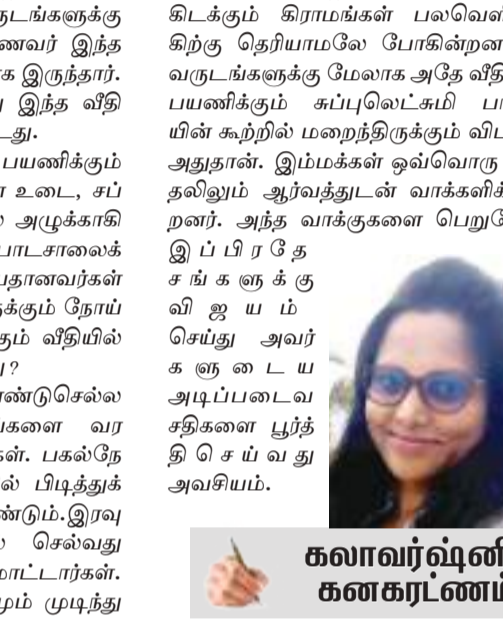 டங்களுக்கு
ணவர் இந்த
க இருந்தார்.
து இந்த வீதி
டது.
பயணிக்கும்
உடை, சப்
அழுக்காகி
பாடசாலைக்
பதானவர்கள்
க்கும் நோய்
கும் வீதியில்
து?
ண்டுசெல்ல
களை வர
கள். பகல்நே
ல் பிடித்துக்
ண்டும்.இரவு
செல்வது
மாட்டார்கள்.
மும் முடிந்து
கிடக்கும் கிராமங்கள் பலவெளி
கிற்கு தெரியாமலே போகின்றன
வருடங்களுக்கு மேலாக அதே வீதி
பயணிக்கும் சுப்புலெட்சுமி பா
யின் கூற்றில் மறைந்திருக்கும் விட
அதுதான். இம்மக்கள் ஒவ்வொரு
தலிலும் ஆர்வத்துடன் வாக்களிக்
றனர். அந்த வாக்குகளை பெறுே
இப்பிரதே
சங்களுக்கு
விஜயம்
செய்து அவர்
களுடைய
அடிப்படைவ
சதிகளை பூர்த்
திசெய்வது
அவசியம்.
கலாவர்ஷ்னி
கனகரட்ணம்